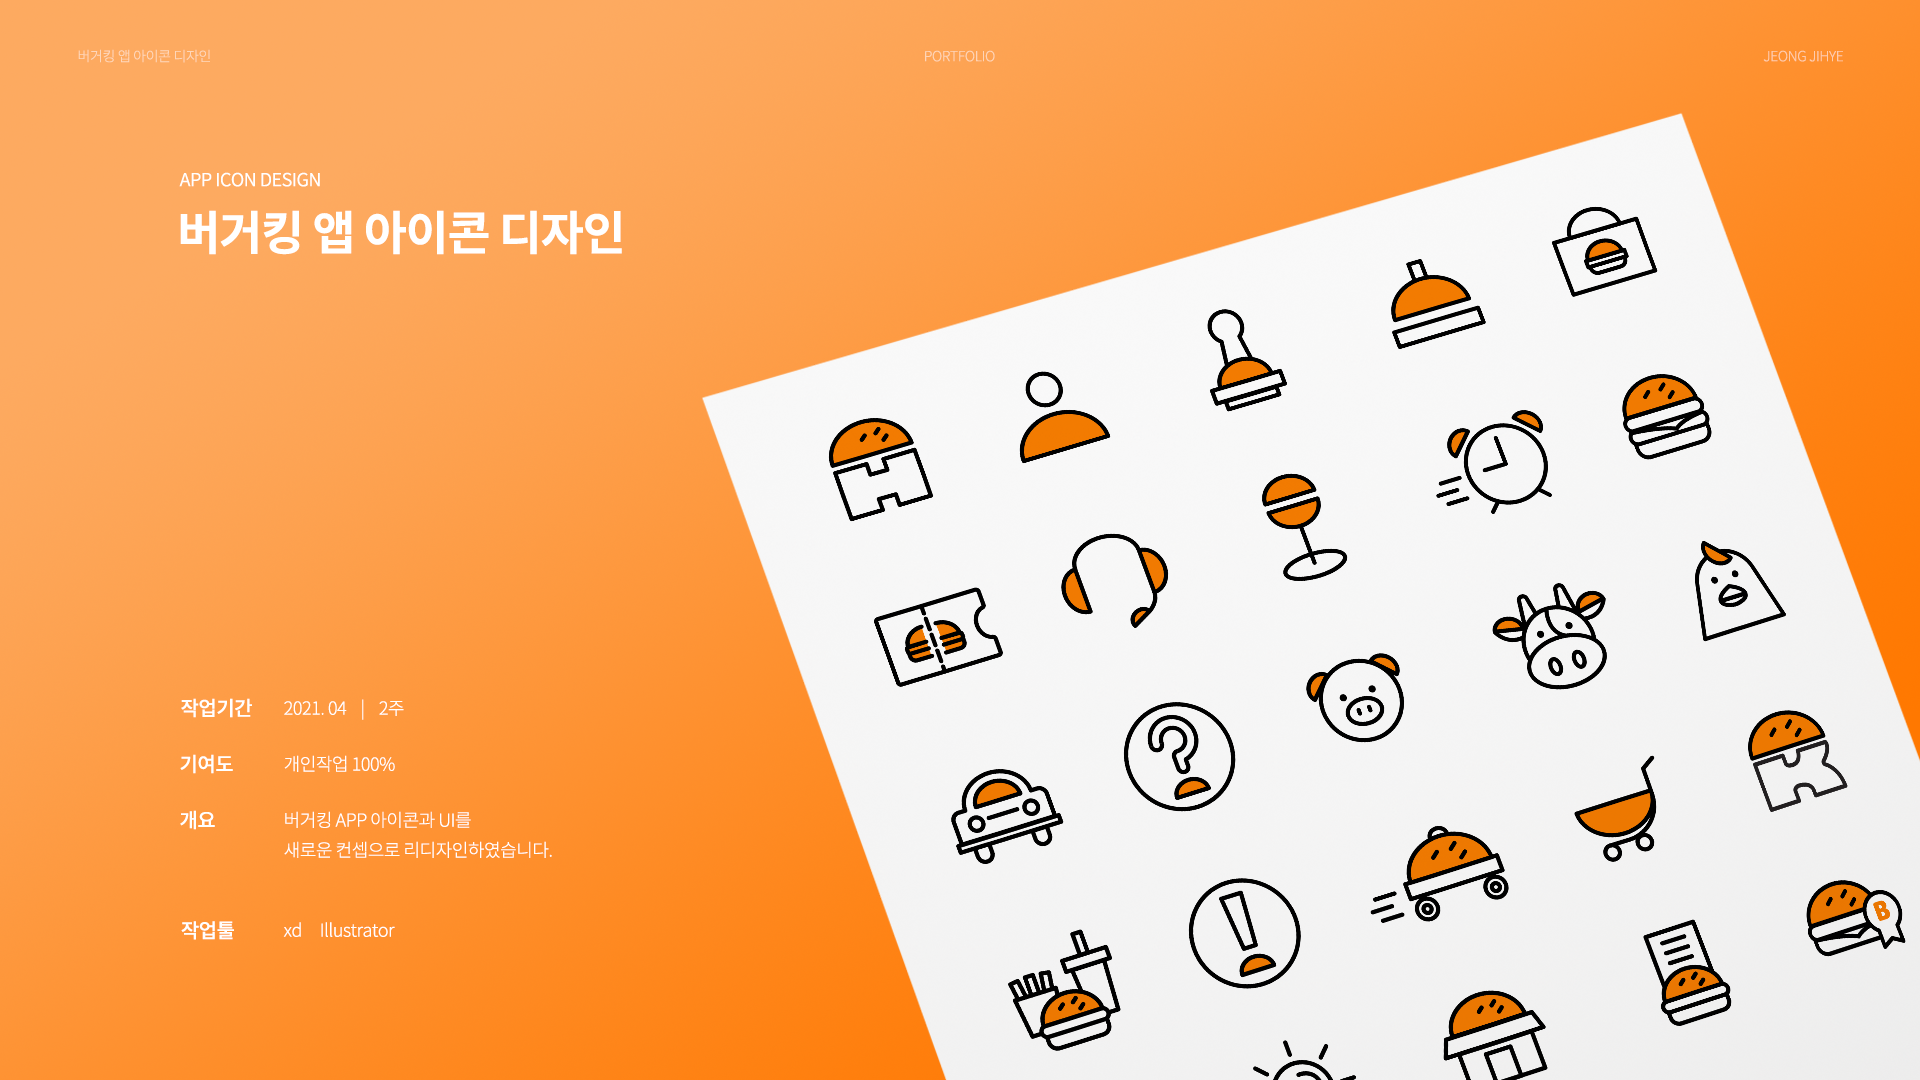 버거킹 앱 아이콘 디자인
PORTFOLIO
JEONG JIHYE
APP ICON DESIGN
버거킹 앱 아이콘 디자인
작업기간 2021. 04 | 2주
기여도 개인작업 100%
개요 버거킹 APP 아이콘과 UI를
새로운 컨셉으로 리디자인하였습니다.
작업툴 xd Illustrator
B